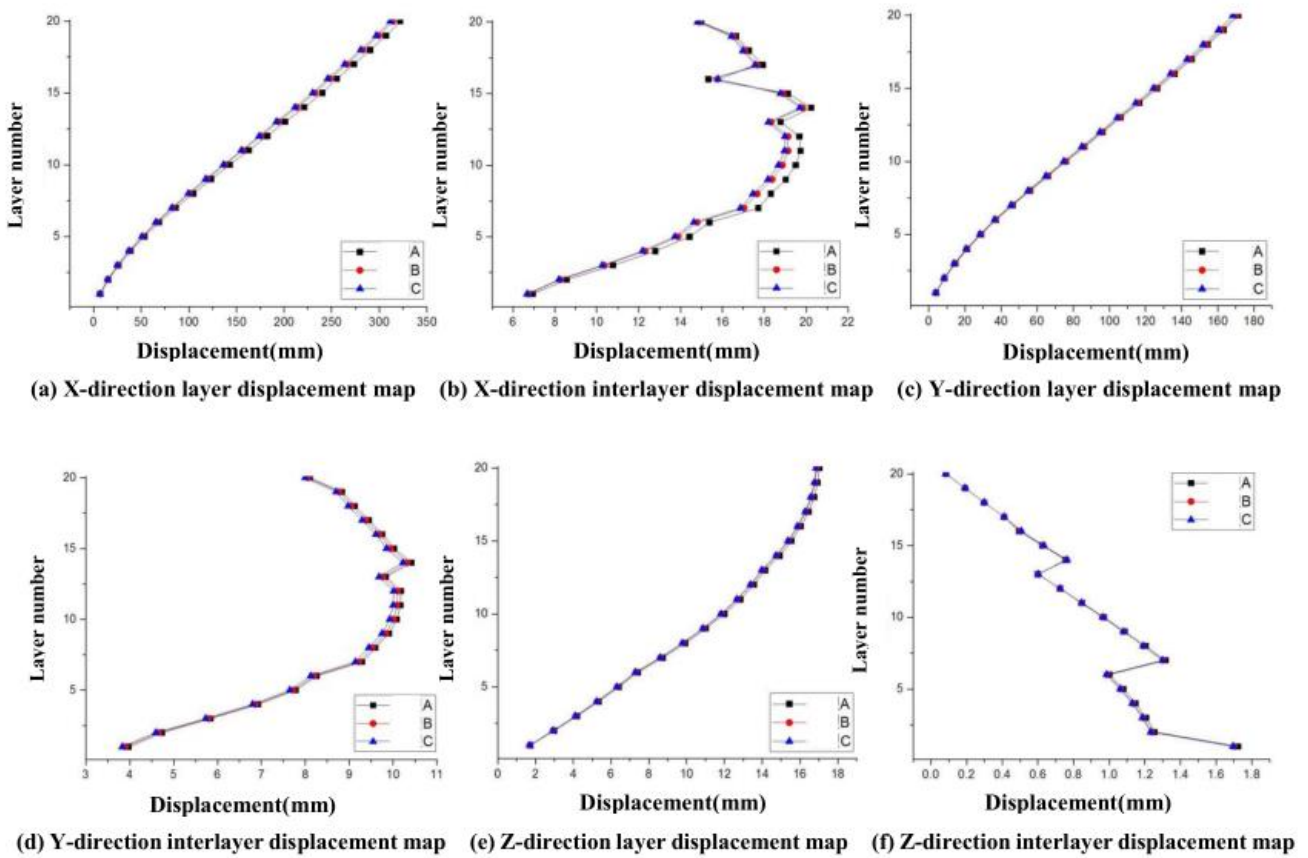 20
15
10
5
Layer number
A
B
C
0 50 100 150 200 250 300 350
Displacement(mm)
(a) X-direction layer displacement map
20
15
10
5
Layer number
A
B
C
6 8 10 12 14 16 18 20 22
Displacement(mm)
(b) X-direction interlayer displacement map
20
15
10
5
Layer number
A
B
C
0 20 40 60 80 100 120 140 160 180
Displacement(mm)
(c) Y-direction layer displacement map
20
15
10
5
Layer number
A
B
C
3 4 5 6 7 8 9 10 11
Displacement(mm)
(d) Y-direction interlayer displacement map
20
15
10
5
Layer number
A
B
C
0 2 4 6 8 10 12 14 16 18
Displacement(mm)
(e) Z-direction layer displacement map
20
15
10
5
Layer number
A
B
C
0.0 0.2 0.4 0.6 0.8 1.0 1.2 1.4 1.6 1.8
Displacement(mm)
(f) Z-direction interlayer displacement map